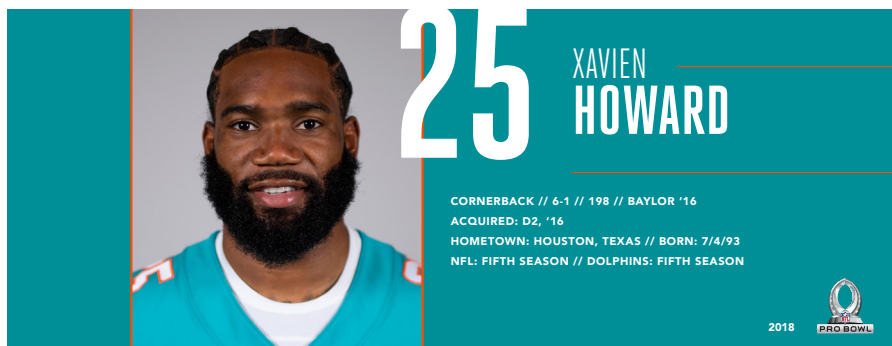 25
XAVIEN
HOWARD
CORNERBACK // 6-1 // 198 // BAYLOR ’16
ACQUIRED: D2, ’16
HOMETOWN: HOUSTON, TEXAS // BORN: 7/4/93
NFL: FIFTH SEASON // DOLPHINS: FIFTH SEASON
2018
NFL
PRO BOWL